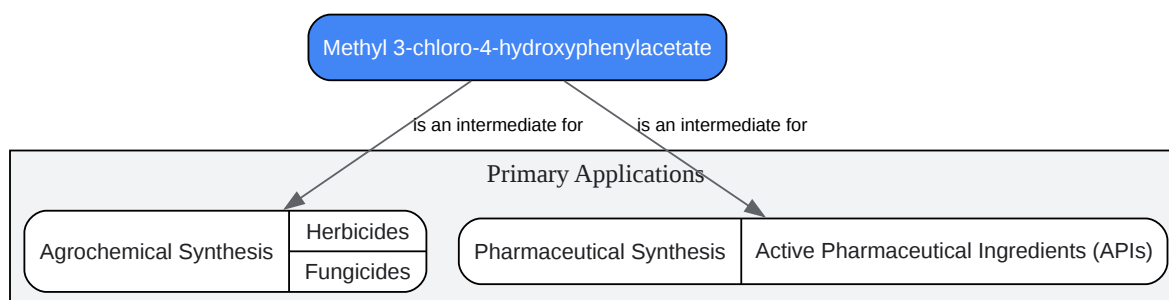 Methyl 3-chloro-4-hydroxyphenylacetate
is an intermediate for
is an intermediate for
Primary Applications
Agrochemical Synthesis
Herbicides
Fungicides
Pharmaceutical Synthesis
Active Pharmaceutical Ingredients (APIs)